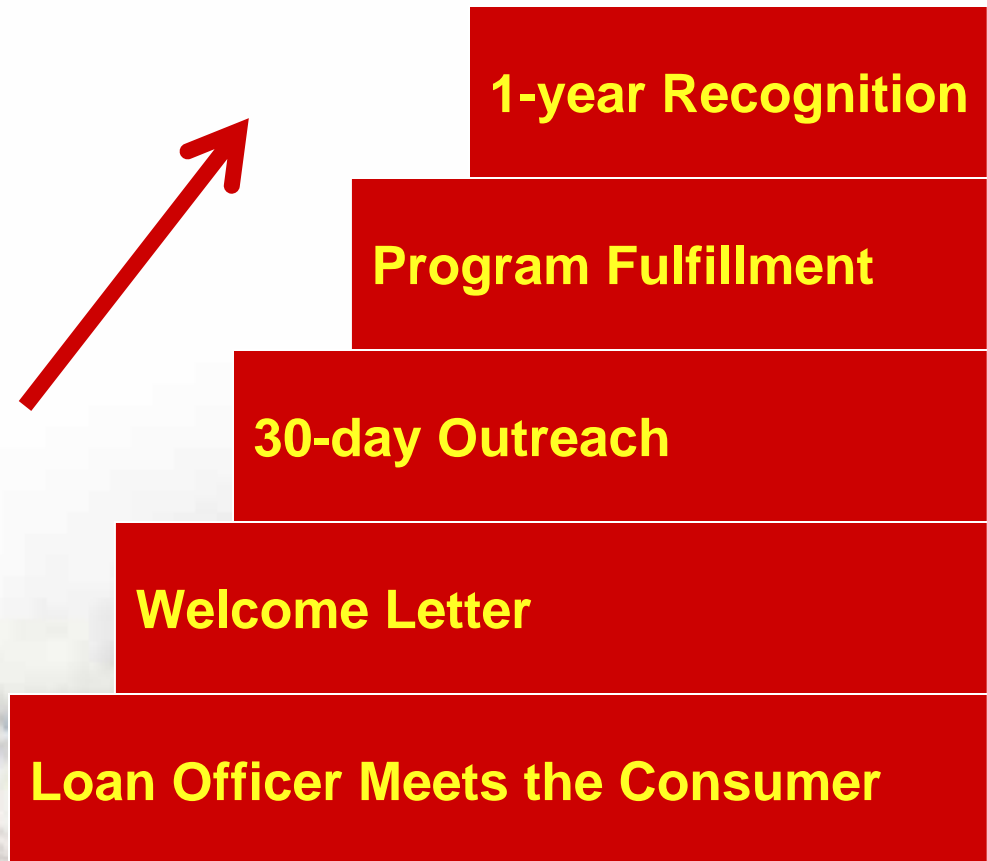 1-year Recognition
Program Fulfillment
30-day Outreach
Welcome Letter
Loan Officer Meets the Consumer